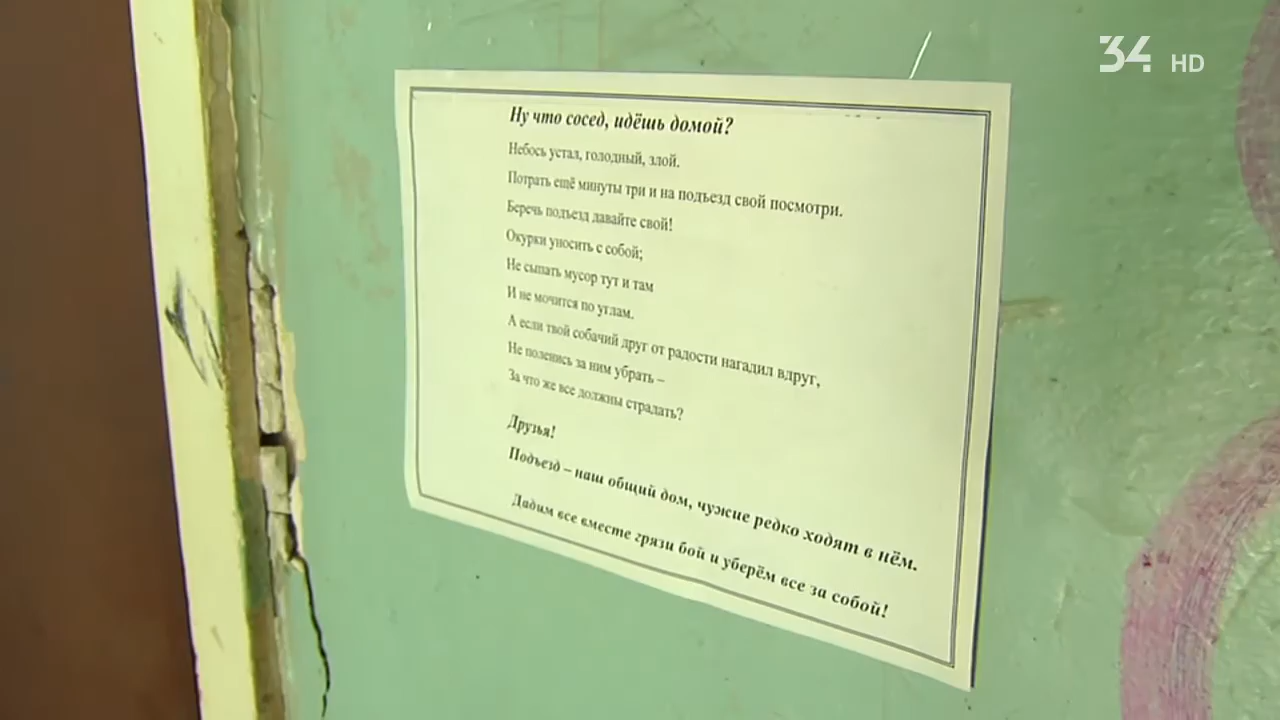 34 HD
Ну что сосед, идёшь домой?
Небось устал, голодный, злой.
Потрать ещё минуты три и на подъезд свой посмотри.
Беречь подъезд давайте свой!
Окурки уносить с собой;
Не сыпать мусор тут и там
И не мочится по углам.
А если твой собачий друг от радости нагадил вдруг,
Не поленись за ним убрать –
За что же все должны страдать?
Друзья!
Подъезд – наш общий дом, чужие редко ходят в нём.
Дадим все вместе грязи бой и уберём все за собой!